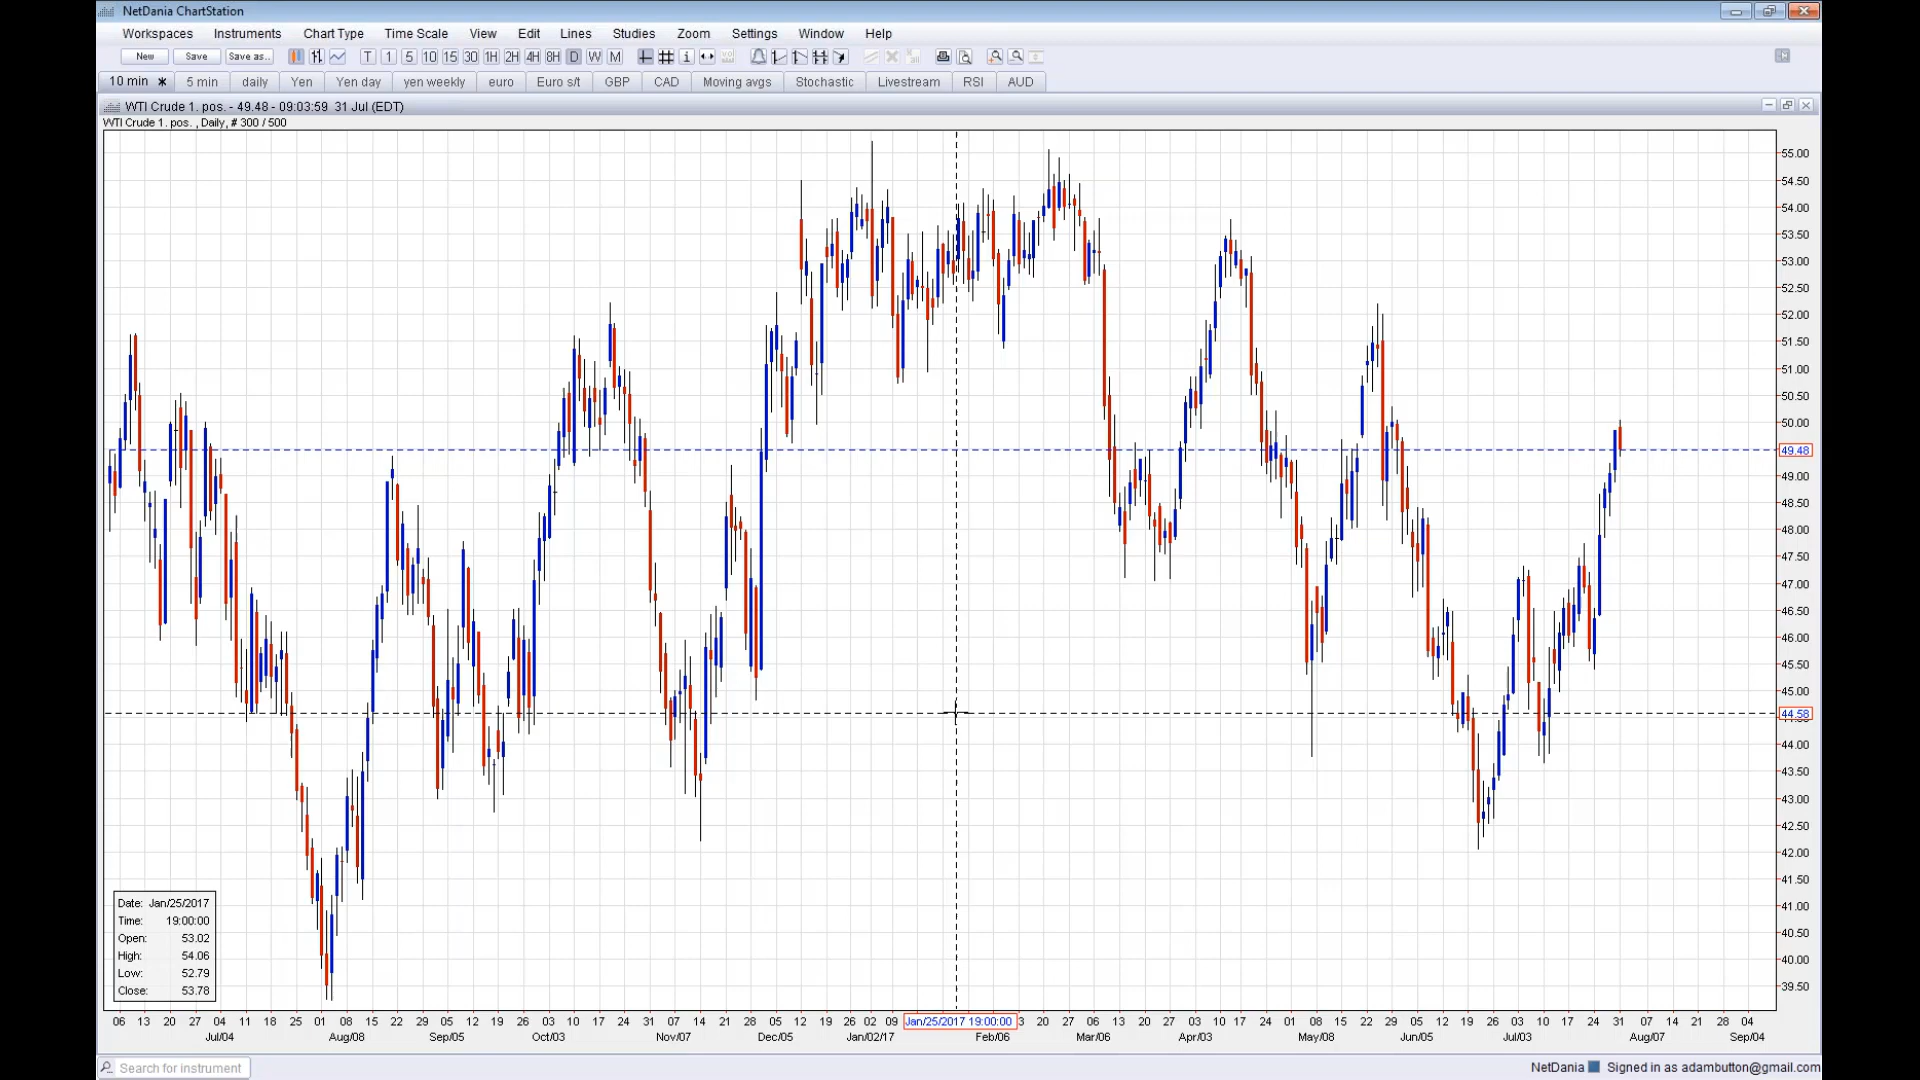 NetDania ChartStation
Workspaces Instruments Chart Type Time Scale View Edit Lines Studies Zoom Settings Window Help
New Save Save as.. T 1 5 10 15 30 1H 2H 4H 8H D W M
10 min * 5 min daily Yen Yen day yen weekly euro Euro s/t GBP CAD Moving avgs Stochastic Livestream RSI AUD
WTI Crude 1. pos. - 49.48 - 09:03:59 31 Jul (EDT)
WTI Crude 1. pos. , Daily, # 300 / 500
55.00
54.50
54.00
53.50
53.00
52.50
52.00
51.50
51.00
50.50
50.00
49.48
49.00
48.50
48.00
47.50
47.00
46.50
46.00
45.50
45.00
44.58
44.00
43.50
43.00
42.50
42.00
41.50
41.00
40.50
40.00
39.50
Date: Jan/25/2017
Time: 19:00:00
Open: 53.02
High: 54.06
Low: 52.79
Close: 53.78
06 13 20 27 04 11 18 25 01 08 15 22 29 05 12 19 26 03 10 17 24 31 07 14 21 28 05 12 19 26 02 09 Jan/25/2017 19:00:00 3 20 27 06 13 20 27 03 10 17 24 01 08 15 22 29 05 12 19 26 03 10 17 24 31 07 14 21 28 04
Jul/04 Aug/08 Sep/05 Oct/03 Nov/07 Dec/05 Jan/02/17 Feb/06 Mar/06 Apr/03 May/08 Jun/05 Jul/03 Aug/07 Sep/04
Search for instrument
NetDania Signed in as adambutton@gmail.com